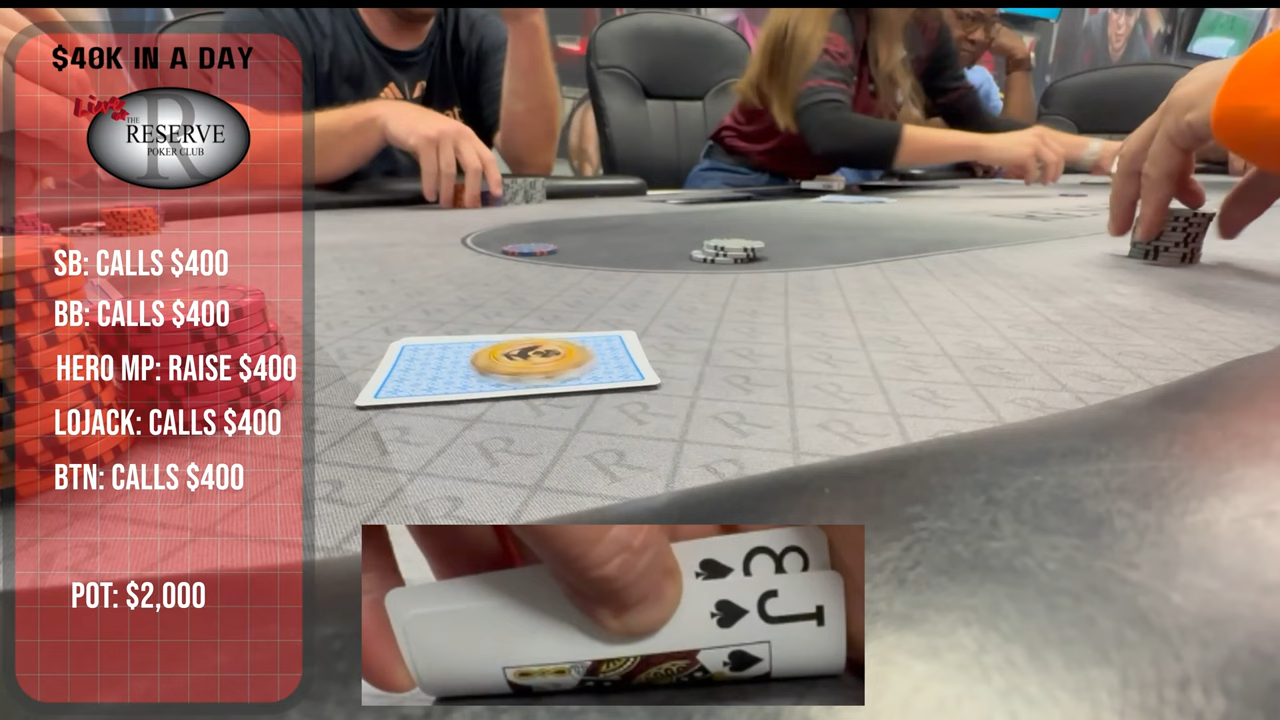 $40K IN A DAY
Live
THE
RESERVE
POKER CLUB
SB: CALLS $400
BB: CALLS $400
HERO MP: RAISE $400
LOJACK: CALLS $400
BTN: CALLS $400
POT: $2,000
8
J
R